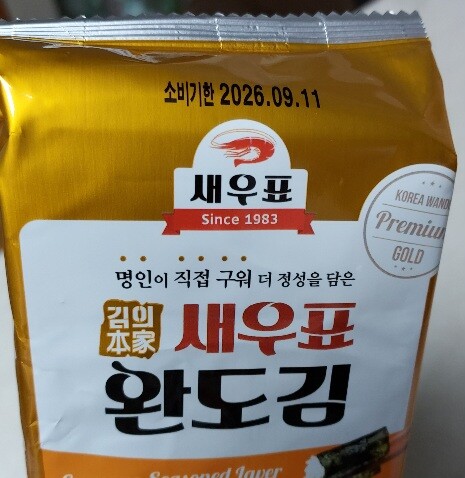 소비기한 2026.09.11
새우표
Since 1983
KOREA WAND
Premium
GOLD
명인이 직접 구워 더 정성을 담은
김의 새우표
本家
완도김
Seasoned Laver